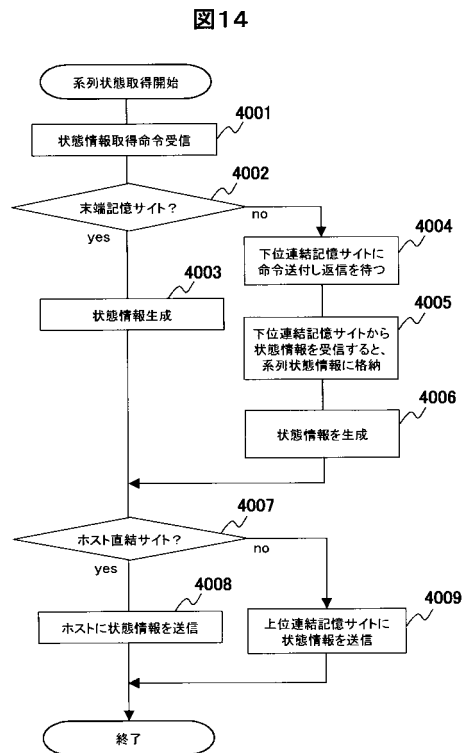 図14
系列状態取得開始
4001
状態情報取得命令受信
4002
末端記憶サイト?
no
yes
4004
下位連結記憶サイトに
命令送付し返信を待つ
4003
状態情報生成
4005
下位連結記憶サイトから
状態情報を受信すると、
系列状態情報に格納
4006
状態情報を生成
4007
ホスト直結サイト?
no
yes
4008
ホストに状態情報を送信
4009
上位連結記憶サイトに
状態情報を送信
終了